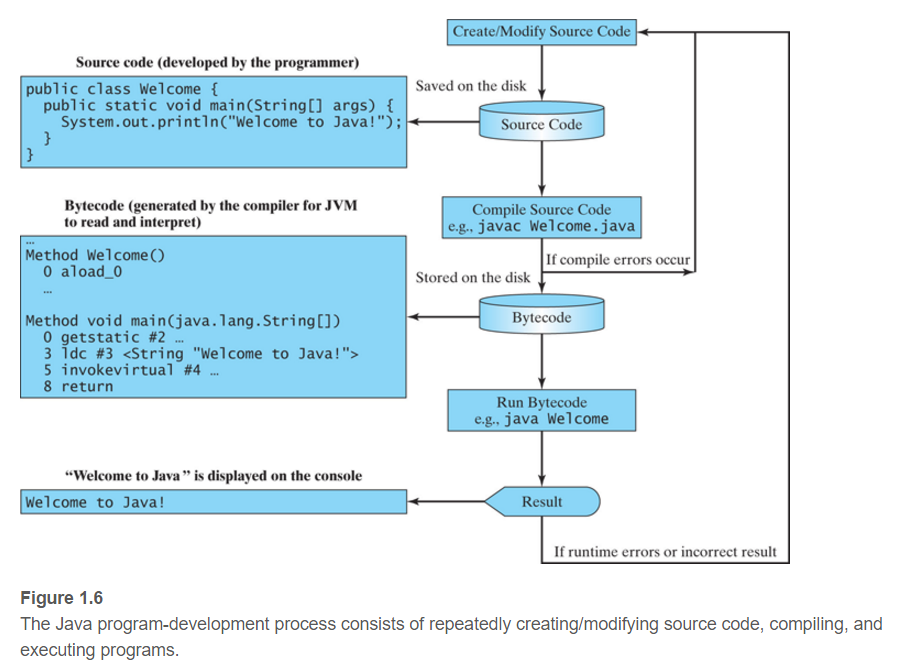 Create/Modify Source Code
Source code (developed by the programmer)
public class Welcome {
  public static void main(String[] args) {
    System.out.println("Welcome to Java!");
  }
}
Saved on the disk
Source Code
Compile Source Code
e.g., javac Welcome.java
If compile errors occur
Bytecode (generated by the compiler for JVM
to read and interpret)
…
Method Welcome()
  0 aload_0
  …
Method void main(java.lang.String[])
  0 getstatic #2 …
  3 ldc #3 <String "Welcome to Java!">
  5 invokevirtual #4 …
  8 return
Stored on the disk
Bytecode
Run Bytecode
e.g., java Welcome
“Welcome to Java” is displayed on the console
Welcome to Java!
Result
If runtime errors or incorrect result
Figure 1.6
The Java program-development process consists of repeatedly creating/modifying source code, compiling, and
executing programs.